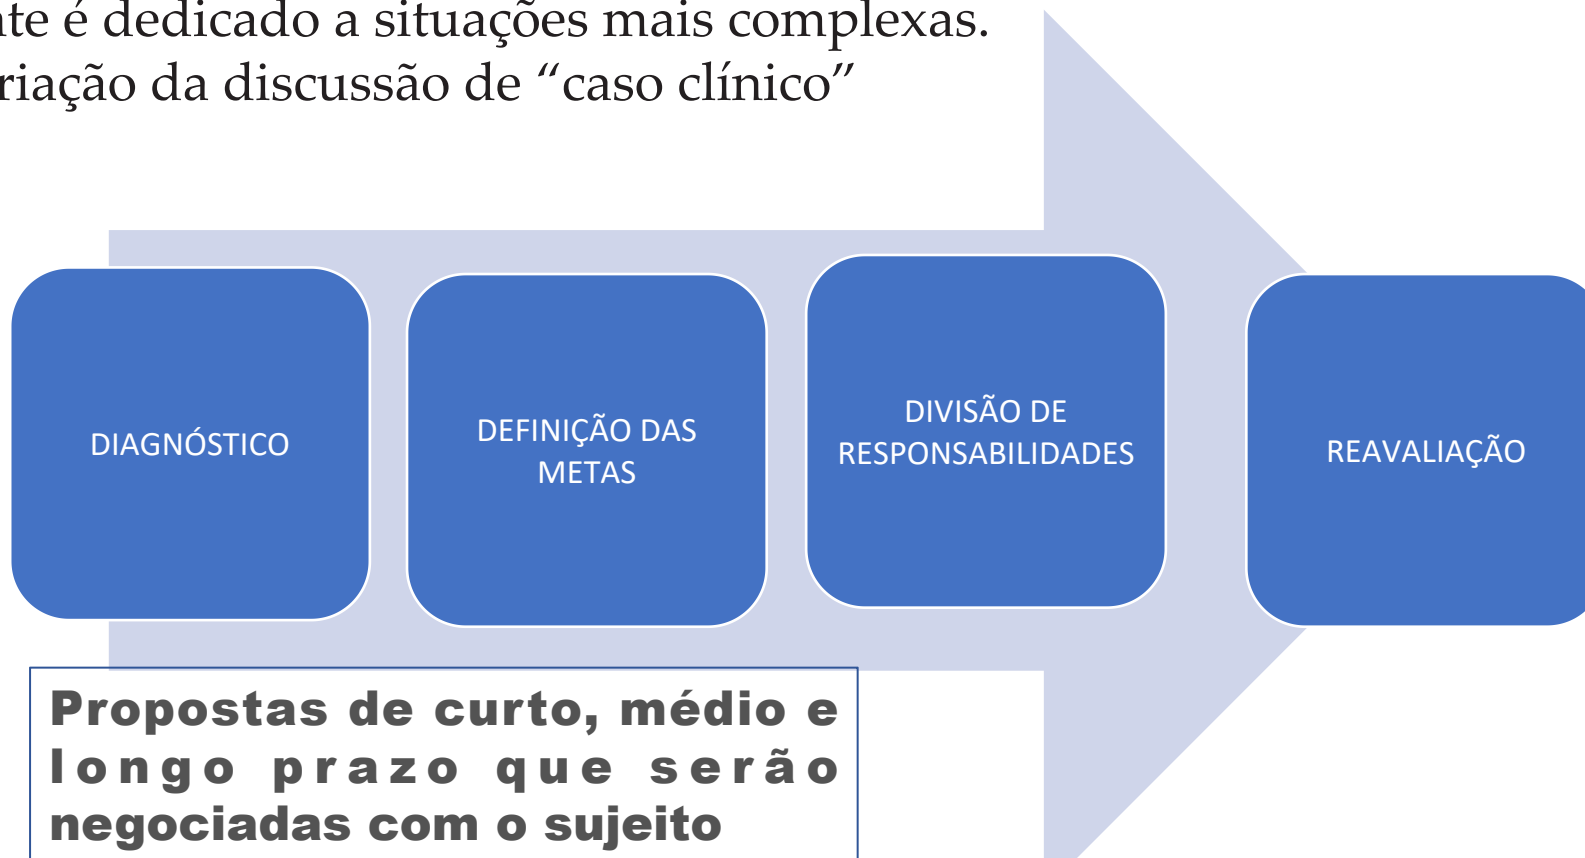 nte é dedicado a situações mais complexas.
riação da discussão de “caso clínico”
DIAGNÓSTICO
DEFINIÇÃO DAS
METAS
DIVISÃO DE
RESPONSABILIDADES
REAVALIAÇÃO
Propostas de curto, médio e
longo prazo que serão
negociadas com o sujeito